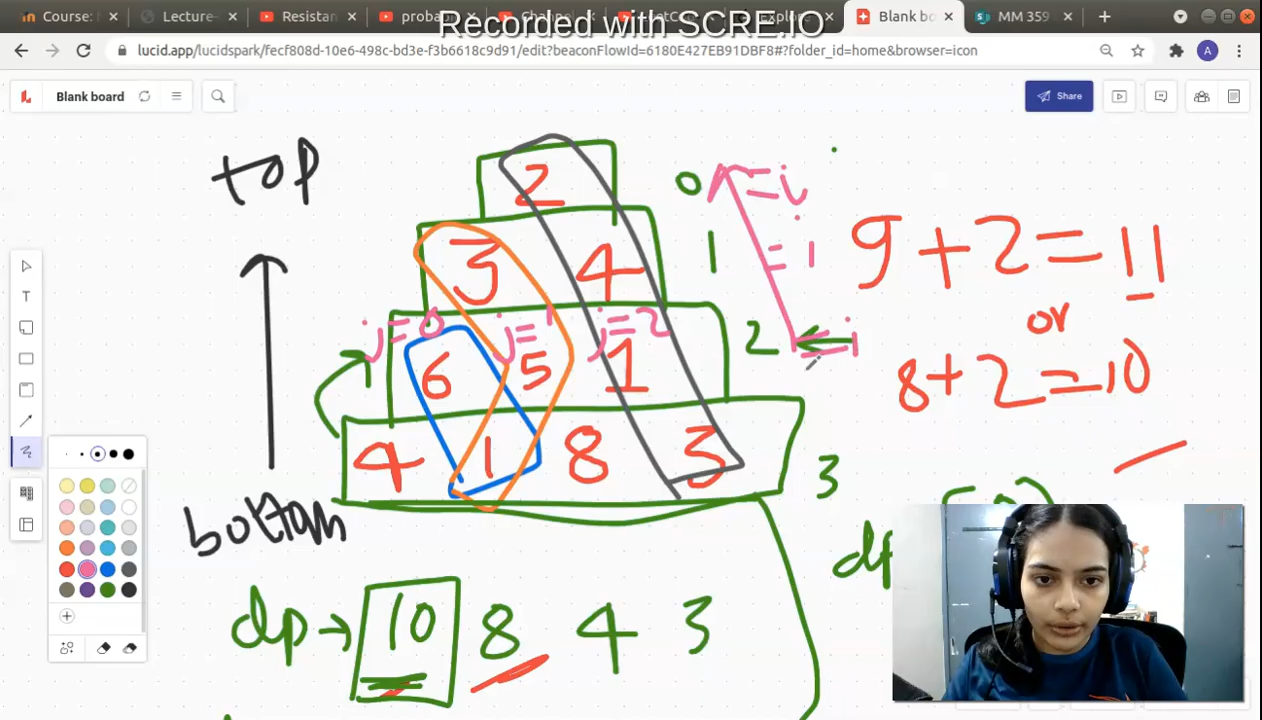 Recorded with SCRE.IO
Course:
Lecture-
Resistan
proba
Explore
Blank bo
MM 359
lucid.app/lucidspark/fecf808d-10e6-498c-bd3e-f3b6618c9d91/edit?beaconFlowId=6180E427EB91DBF8#?folder_id=home&browser=icon
A
Blank board
Share
top
2
0
=i
3
4
1
=i
9+2=11
or
j=0
j=1
j=2
6
5
1
2
=i
8+2=10
4
1
8
3
3
bottom
dp
dp→
10
8
4
3